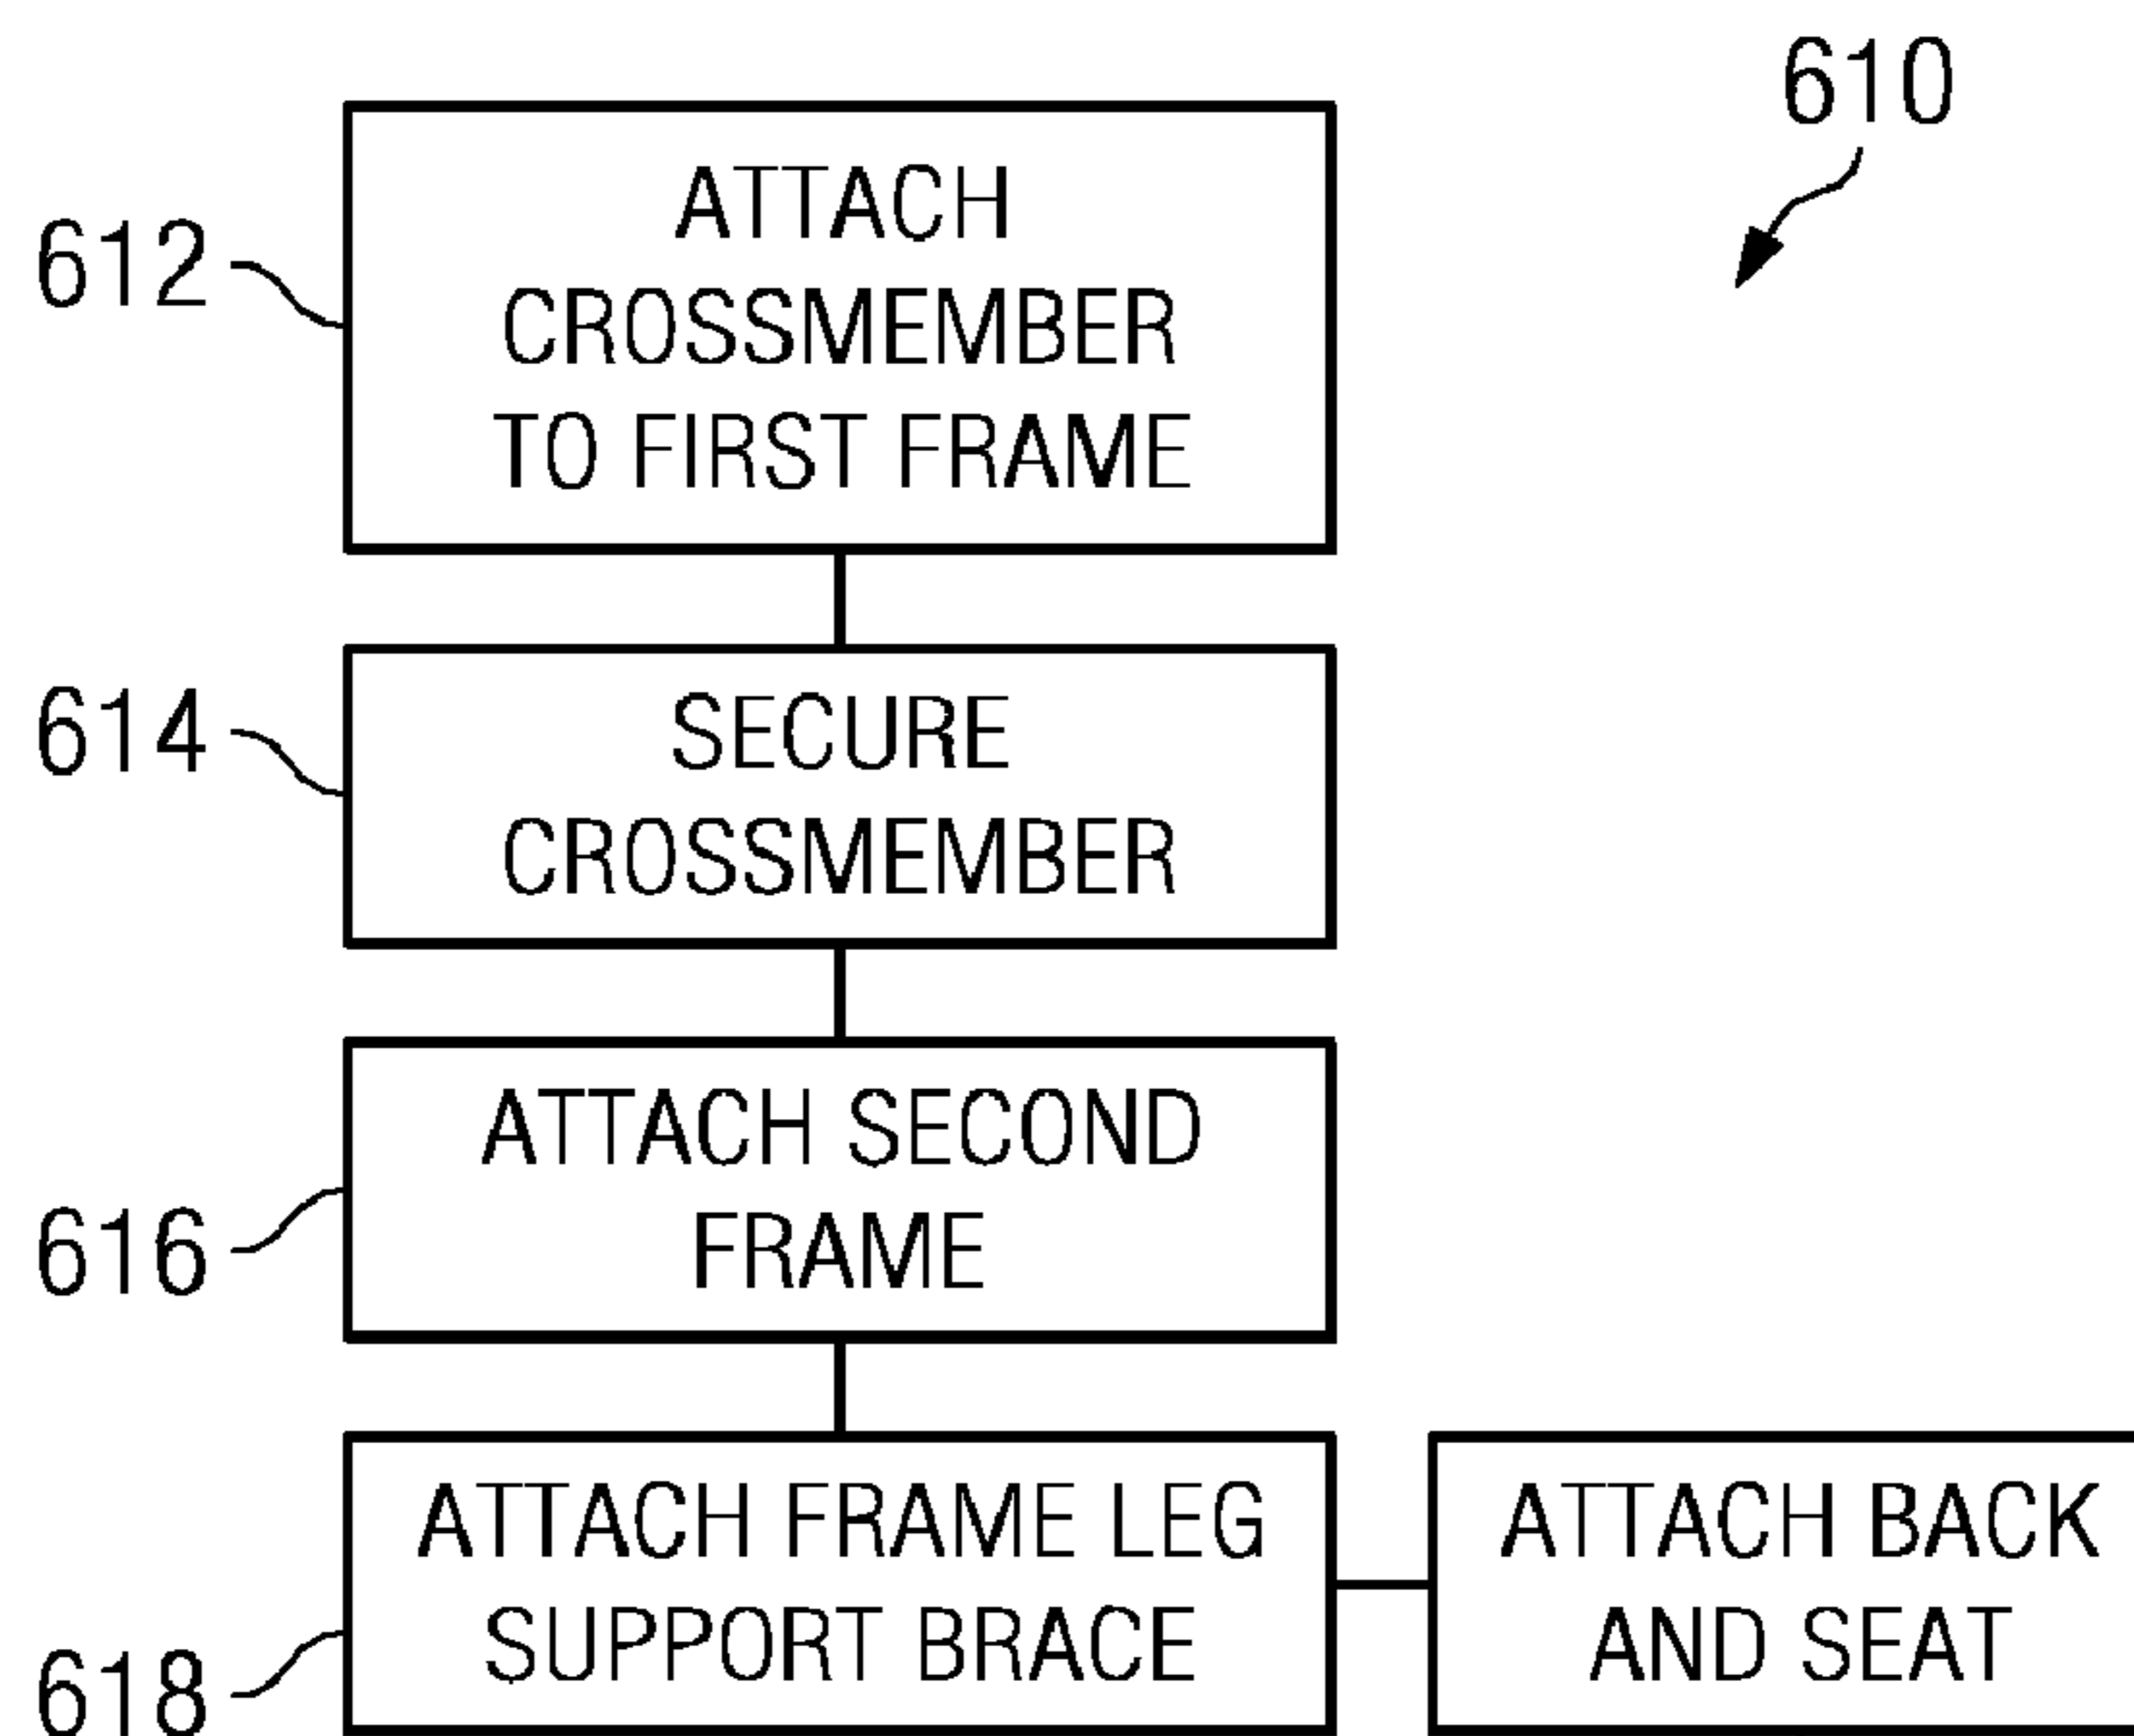 610
612
ATTACH
CROSSMEMBER
TO FIRST FRAME
614
SECURE
CROSSMEMBER
616
ATTACH SECOND
FRAME
618
ATTACH FRAME LEG
SUPPORT BRACE
ATTACH BACK
AND SEAT